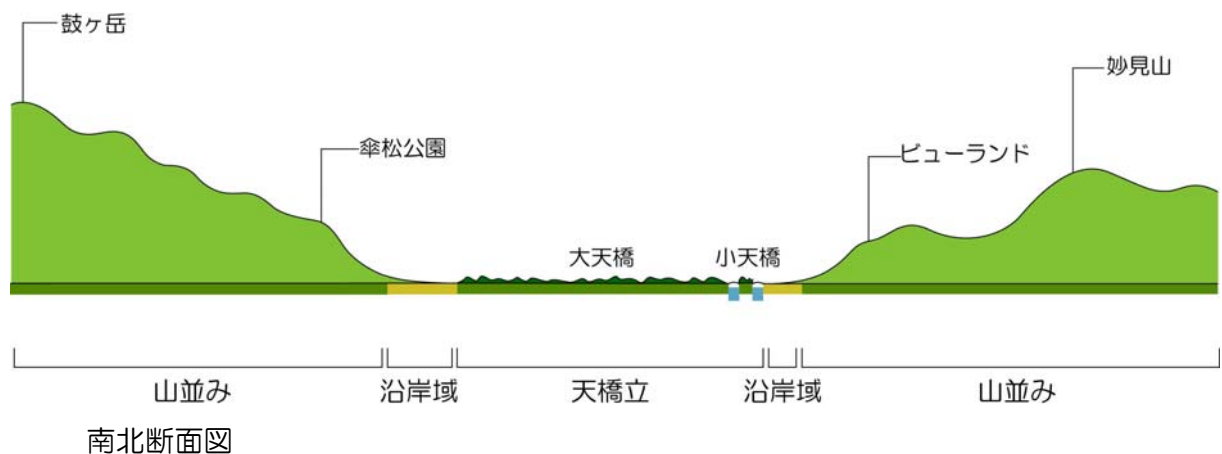 鼓ヶ岳
妙見山
傘松公園
ビューランド
大天橋
小天橋
山並み
沿岸域
天橋立
沿岸域
山並み
南北断面図